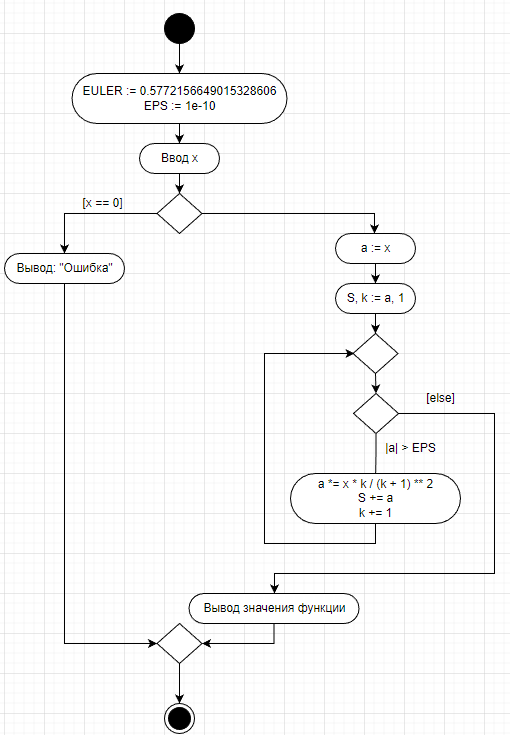 EULER := 0.5772156649015328606
EPS := 1e-10
Ввод x
[x == 0]
a := x
Вывод: "Ошибка"
S, k := a, 1
[else]
|a| > EPS
a *= x * k / (k + 1) ** 2
S += a
k += 1
Вывод значения функции